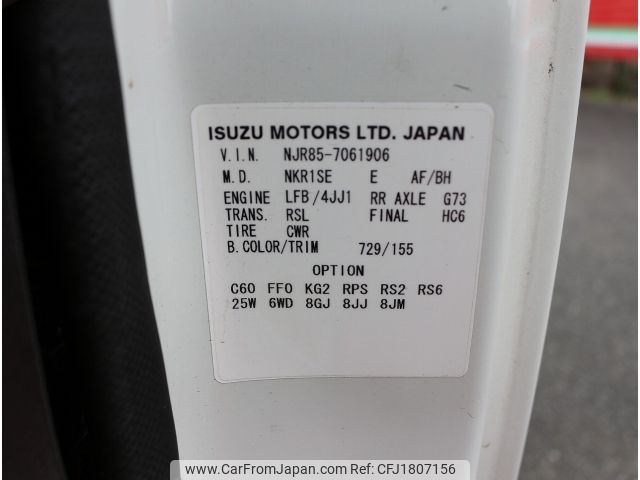 ISUZU MOTORS LTD. JAPAN
V.I.N. NJR85-7061906
M.D. NKR1SE E AF/BH
ENGINE LFB/4JJ1 RR AXLE G73
TRANS. RSL FINAL HC6
TIRE CWR
B.COLOR/TRIM 729/155
OPTION
C60 FF0 KG2 RPS RS2 RS6
25W 6WD 8GJ 8JJ 8JM
www.CarFromJapan.com | Car ID: CFJ1807156